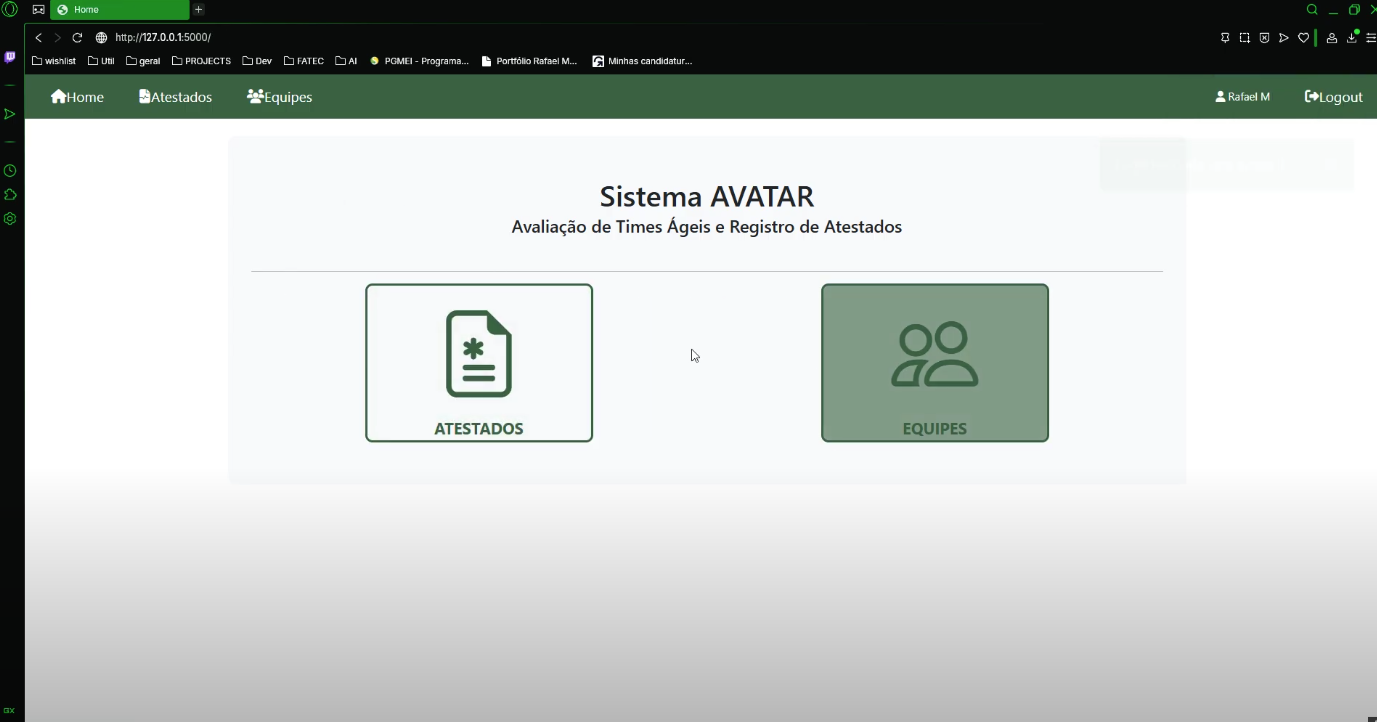 Home
http://127.0.0.1:5000/
wishlist Util geral PROJECTS Dev FATEC AI PGMEI - Programa... Portfólio Rafael M... Minhas candidatur...
Home Atestados Equipes Rafael M Logout
Sistema AVATAR
Avaliação de Times Ágeis e Registro de Atestados
ATESTADOS EQUIPES
GX